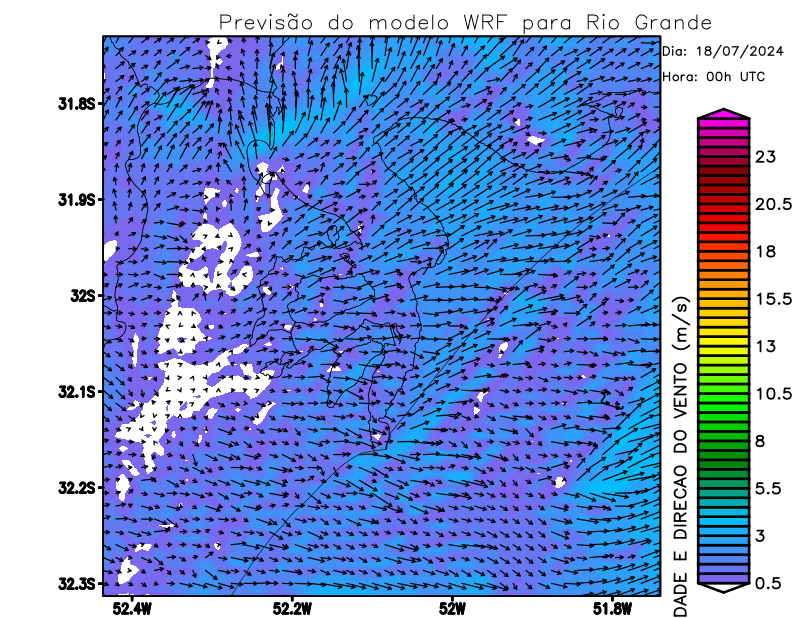 Previsão do modelo WRF para Rio Grande
Dia: 18/07/2024
Hora: 00h UTC
31.8S
31.9S
32S
32.1S
32.2S
32.3S
52.4W
52.2W
52W
51.8W
23
20.5
18
15.5
13
10.5
8
5.5
3
0.5
DADE E DIRECAO DO VENTO (m/s)